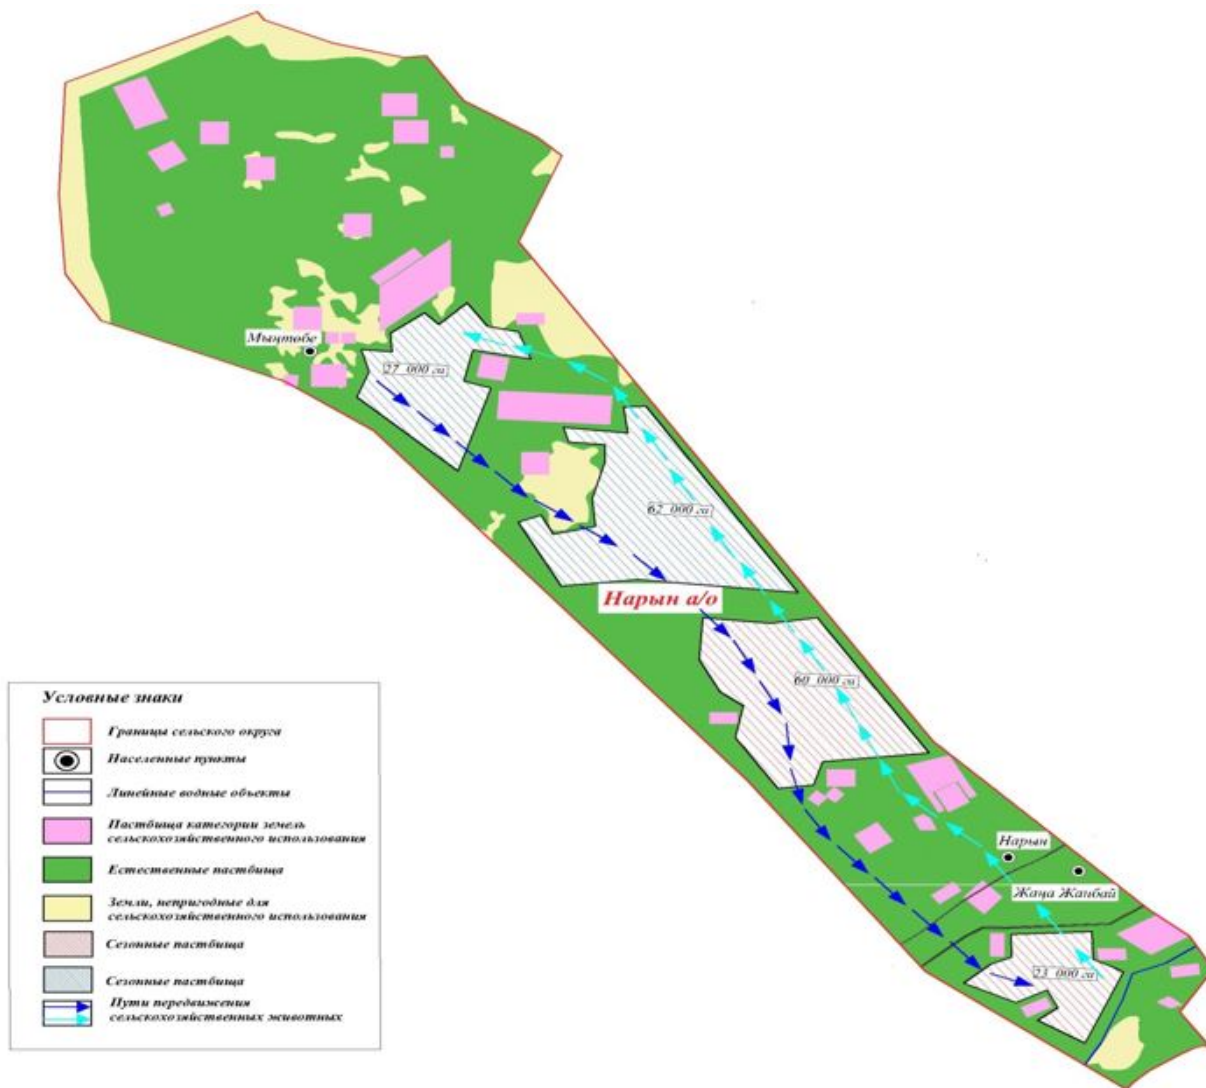 Мыңтөбе
27 000 га
62 000 га
Нарын а/о
60 000 га
Нарын
Жаңа Жанбай
23 000 га
Условные знаки
Границы сельского округа
Населенные пункты
Линейные водные объекты
Пастбища категории земель
сельскохозяйственного использования
Естественные пастбища
Земли, непригодные для
сельскохозяйственного использования
Сезонные пастбища
Сезонные пастбища
Пути передвижения
сельскохозяйственных животных